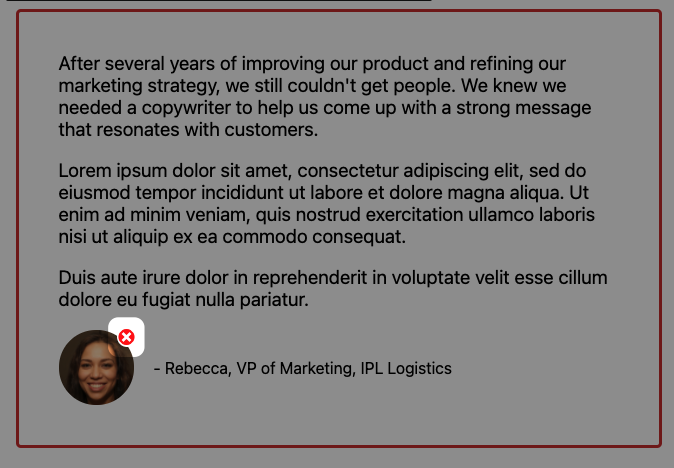 After several years of improving our product and refining our
marketing strategy, we still couldn't get people. We knew we
needed a copywriter to help us come up with a strong message
that resonates with customers.
Lorem ipsum dolor sit amet, consectetur adipiscing elit, sed do
eiusmod tempor incididunt ut labore et dolore magna aliqua. Ut
enim ad minim veniam, quis nostrud exercitation ullamco laboris
nisi ut aliquip ex ea commodo consequat.
Duis aute irure dolor in reprehenderit in voluptate velit esse cillum
dolore eu fugiat nulla pariatur.
- Rebecca, VP of Marketing, IPL Logistics